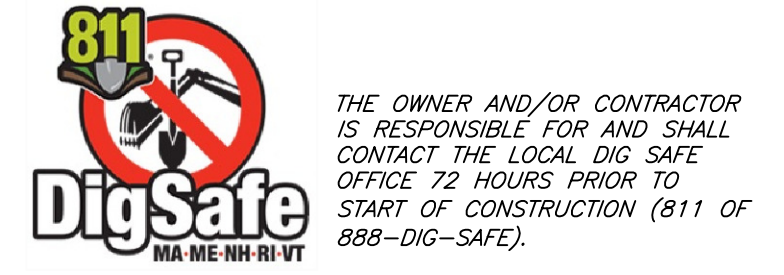 811
DigSafe
MA·ME·NH·RI·VT
THE OWNER AND/OR CONTRACTOR
IS RESPONSIBLE FOR AND SHALL
CONTACT THE LOCAL DIG SAFE
OFFICE 72 HOURS PRIOR TO
START OF CONSTRUCTION (811 OF
888-DIG-SAFE).